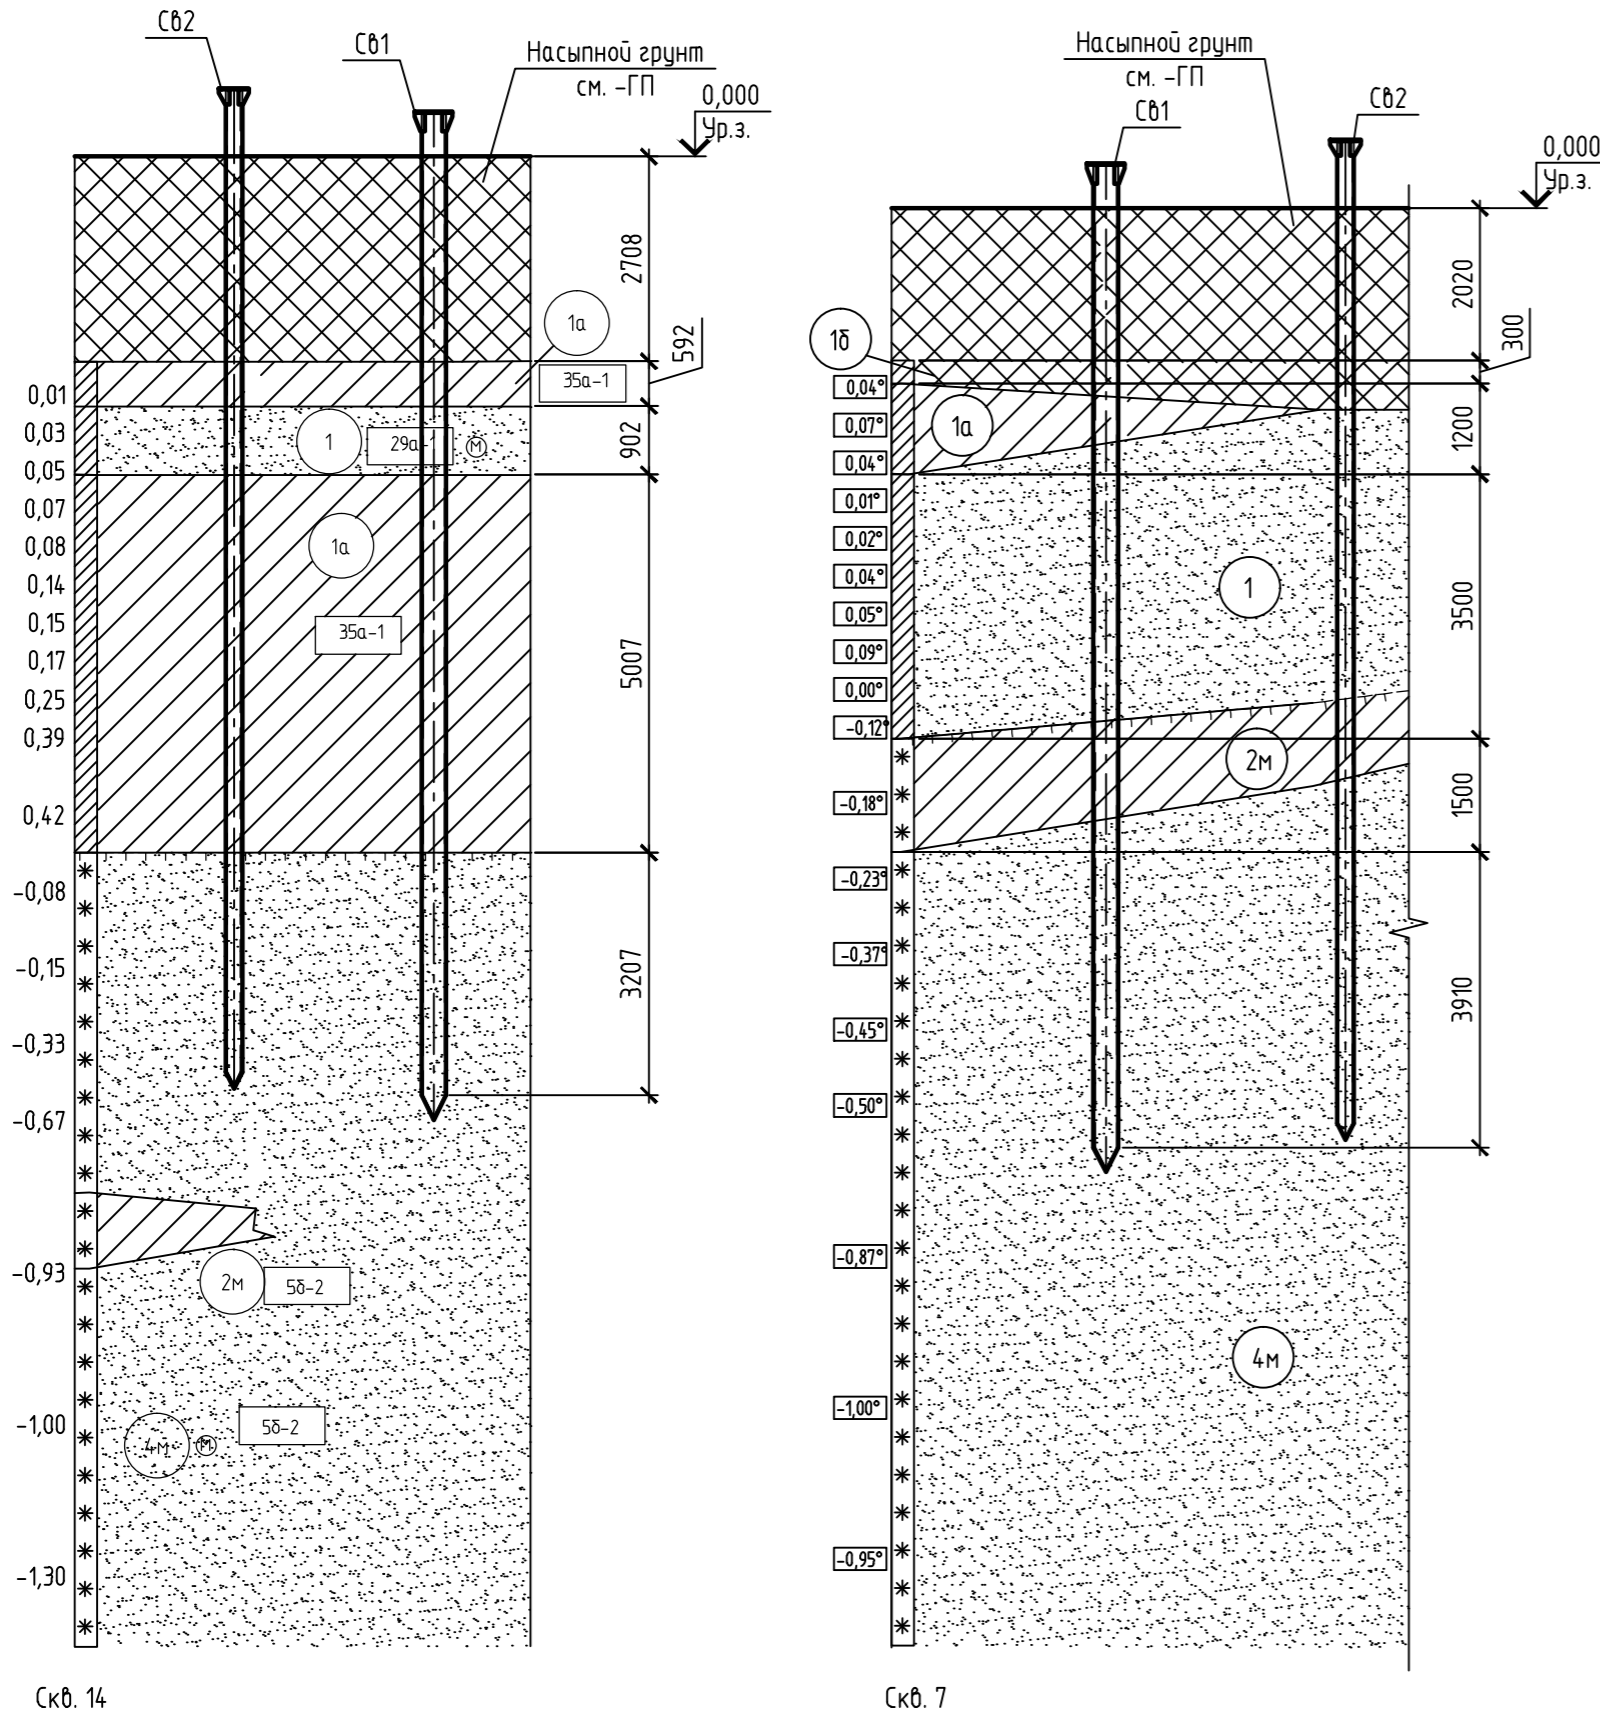 Св2
Св1
Насыпной грунт
см. -ГП
0,000
Ур.з.
2708
1а
592
35а-1
0,01
0,03
1
29а-1
М
902
0,05
0,07
1а
0,08
0,14
0,15
35а-1
0,17
5007
0,25
0,39
0,42
-0,08
-0,15
3207
-0,33
-0,67
-0,93
2м
5б-2
-1,00
5б-2
4м
М
-1,30
Скв. 14
Насыпной грунт
см. -ГП
Св1
Св2
0,000
Ур.з.
2020
300
1б
0,04°
0,07°
1а
1200
0,04°
0,01°
0,02°
0,04°
1
0,05°
3500
0,09°
0,00°
-0,12°
2м
-0,18°
1500
-0,23°
-0,37°
3910
-0,45°
-0,50°
-0,87°
4м
-1,00°
-0,95°
Скв. 7